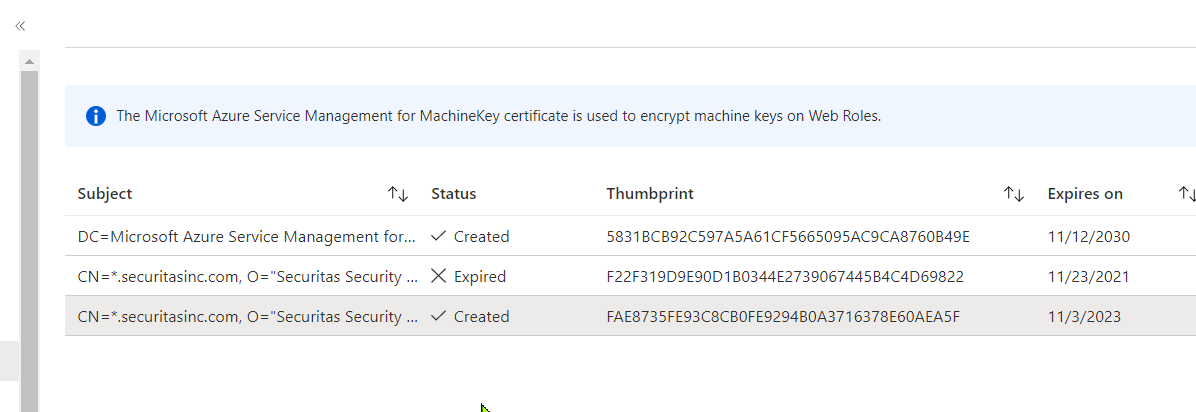 «
The Microsoft Azure Service Management for MachineKey certificate is used to encrypt machine keys on Web Roles.
Subject Status Thumbprint Expires on
DC=Microsoft Azure Service Management for... Created 5831BCB92C597A5A61CF5665095AC9CA8760B49E 11/12/2030
CN=*.securitasinc.com, O="Securitas Security ... Expired F22F319D9E90D1B0344E2739067445B4C4D69822 11/23/2021
CN=*.securitasinc.com, O="Securitas Security ... Created FAE8735FE93C8CB0FE9294B0A3716378E60AEA5F 11/3/2023